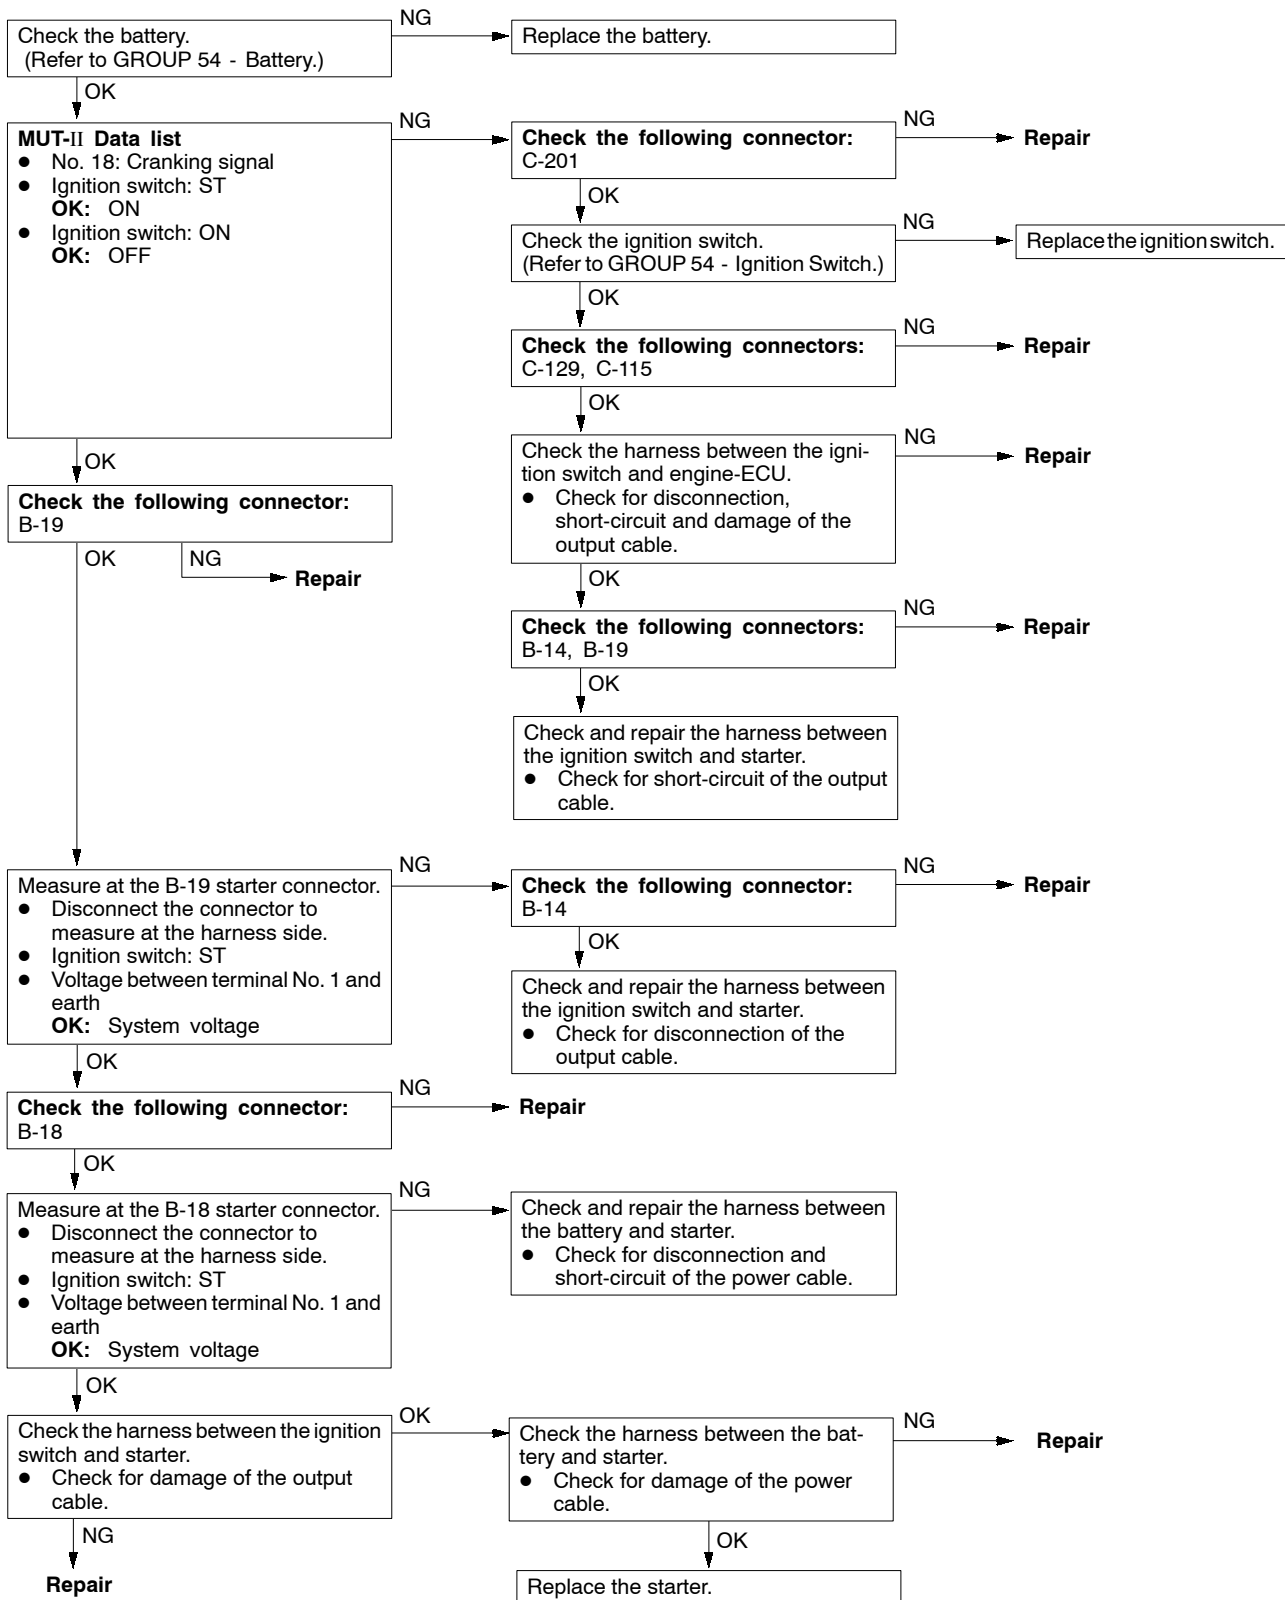 NG
Check the battery.
(Refer to GROUP 54 - Battery.)
Replace the battery.
OK
MUT-II Data list
● No. 18: Cranking signal
● Ignition switch: ST
OK: ON
● Ignition switch: ON
OK: OFF
NG
Check the following connector:
C-201
NG
Repair
OK
Check the ignition switch.
(Refer to GROUP 54 - Ignition Switch.)
NG
Replace the ignition switch.
OK
Check the following connectors:
C-129, C-115
NG
Repair
OK
Check the harness between the igni-
tion switch and engine-ECU.
● Check for disconnection,
short-circuit and damage of the
output cable.
NG
Repair
OK
Check the following connector:
B-19
OK
NG
Repair
OK
Check the following connectors:
B-14, B-19
NG
Repair
OK
Check and repair the harness between
the ignition switch and starter.
● Check for short-circuit of the output
cable.
Measure at the B-19 starter connector.
● Disconnect the connector to
measure at the harness side.
● Ignition switch: ST
● Voltage between terminal No. 1 and
earth
OK: System voltage
NG
Check the following connector:
B-14
NG
Repair
OK
Check and repair the harness between
the ignition switch and starter.
● Check for disconnection of the
output cable.
OK
Check the following connector:
B-18
NG
Repair
OK
Measure at the B-18 starter connector.
● Disconnect the connector to
measure at the harness side.
● Ignition switch: ST
● Voltage between terminal No. 1 and
earth
OK: System voltage
NG
Check and repair the harness between
the battery and starter.
● Check for disconnection and
short-circuit of the power cable.
OK
Check the harness between the ignition
switch and starter.
● Check for damage of the output
cable.
OK
Check the harness between the bat-
tery and starter.
● Check for damage of the power
cable.
NG
Repair
NG
Repair
OK
Replace the starter.